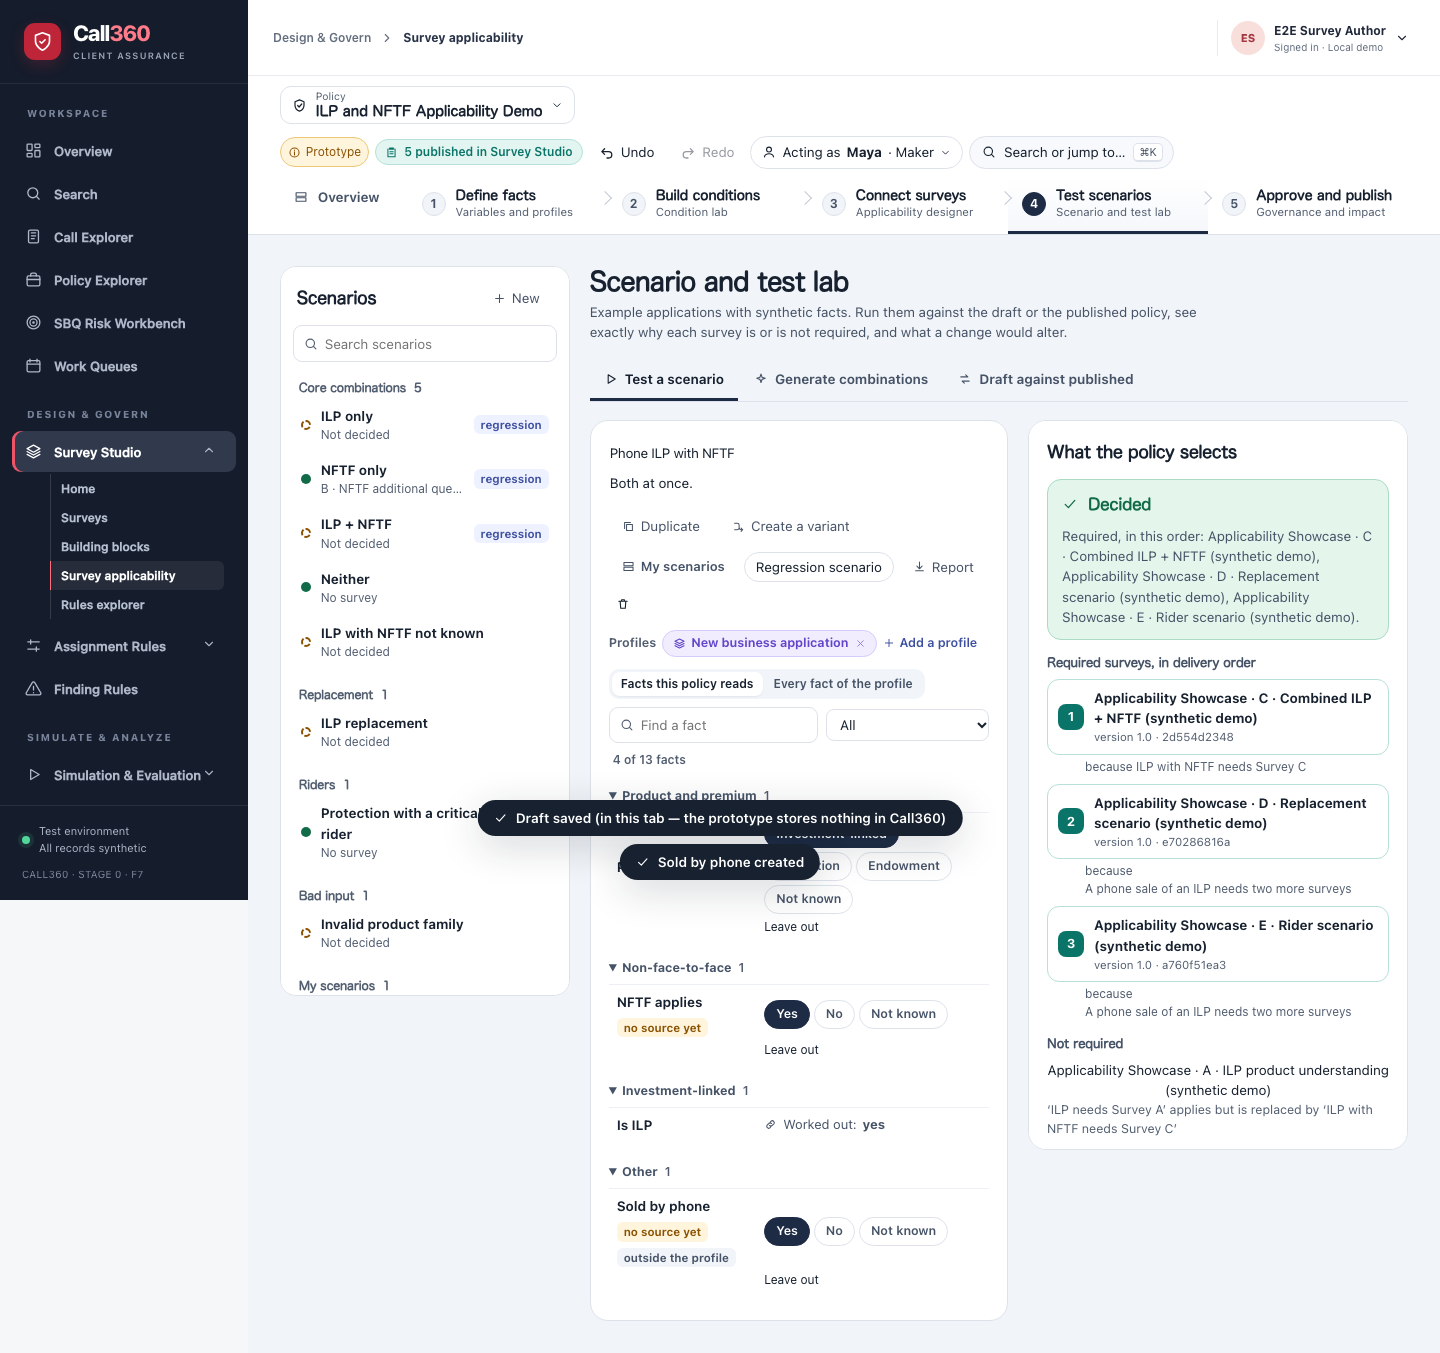 Call360
CLIENT ASSURANCE
WORKSPACE
Overview
Search
Call Explorer
Policy Explorer
SBQ Risk Workbench
Work Queues
DESIGN & GOVERN
Survey Studio
Home
Surveys
Building blocks
Survey applicability
Rules explorer
Assignment Rules
Finding Rules
SIMULATE & ANALYZE
Simulation & Evaluation
Test environment
All records synthetic
CALL360 · STAGE 0 · F7
Design & Govern > Survey applicability
ES
E2E Survey Author
Signed in · Local demo
Policy
ILP and NFTF Applicability Demo
Prototype
5 published in Survey Studio
Undo
Redo
Acting as Maya · Maker
Search or jump to... ⌘K
Overview
1 Define facts
Variables and profiles
2 Build conditions
Condition lab
3 Connect surveys
Applicability designer
4 Test scenarios
Scenario and test lab
5 Approve and publish
Governance and impact
Scenarios
+ New
Search scenarios
Core combinations 5
ILP only
Not decided
regression
NFTF only
B · NFTF additional que...
regression
ILP + NFTF
Not decided
regression
Neither
No survey
ILP with NFTF not known
Not decided
Replacement 1
ILP replacement
Not decided
Riders 1
Protection with a critical
rider
No survey
Bad input 1
Invalid product family
Not decided
My scenarios 1
Scenario and test lab
Example applications with synthetic facts. Run them against the draft or the published policy, see
exactly why each survey is or is not required, and what a change would alter.
Test a scenario
Generate combinations
Draft against published
Phone ILP with NFTF
Both at once.
Duplicate
Create a variant
My scenarios
Regression scenario
Report
Profiles
New business application ×
+ Add a profile
Facts this policy reads
Every fact of the profile
Find a fact
All
4 of 13 facts
Product and premium 1
Draft saved (in this tab — the prototype stores nothing in Call360)
Sold by phone created
Endowment
Not known
Leave out
Non-face-to-face 1
NFTF applies
no source yet
Yes
No
Not known
Leave out
Investment-linked 1
Is ILP
Worked out: yes
Other 1
Sold by phone
no source yet
outside the profile
Yes
No
Not known
Leave out
What the policy selects
Decided
Required, in this order: Applicability Showcase · C
· Combined ILP + NFTF (synthetic demo),
Applicability Showcase · D · Replacement
scenario (synthetic demo), Applicability
Showcase · E · Rider scenario (synthetic demo).
Required surveys, in delivery order
1
Applicability Showcase · C · Combined ILP
+ NFTF (synthetic demo)
version 1.0 · 2d554d2348
because ILP with NFTF needs Survey C
2
Applicability Showcase · D · Replacement
scenario (synthetic demo)
version 1.0 · e70286816a
because
A phone sale of an ILP needs two more surveys
3
Applicability Showcase · E · Rider scenario
(synthetic demo)
version 1.0 · a760f51ea3
because
A phone sale of an ILP needs two more surveys
Not required
Applicability Showcase · A · ILP product understanding
(synthetic demo)
‘ILP needs Survey A’ applies but is replaced by ‘ILP with
NFTF needs Survey C’